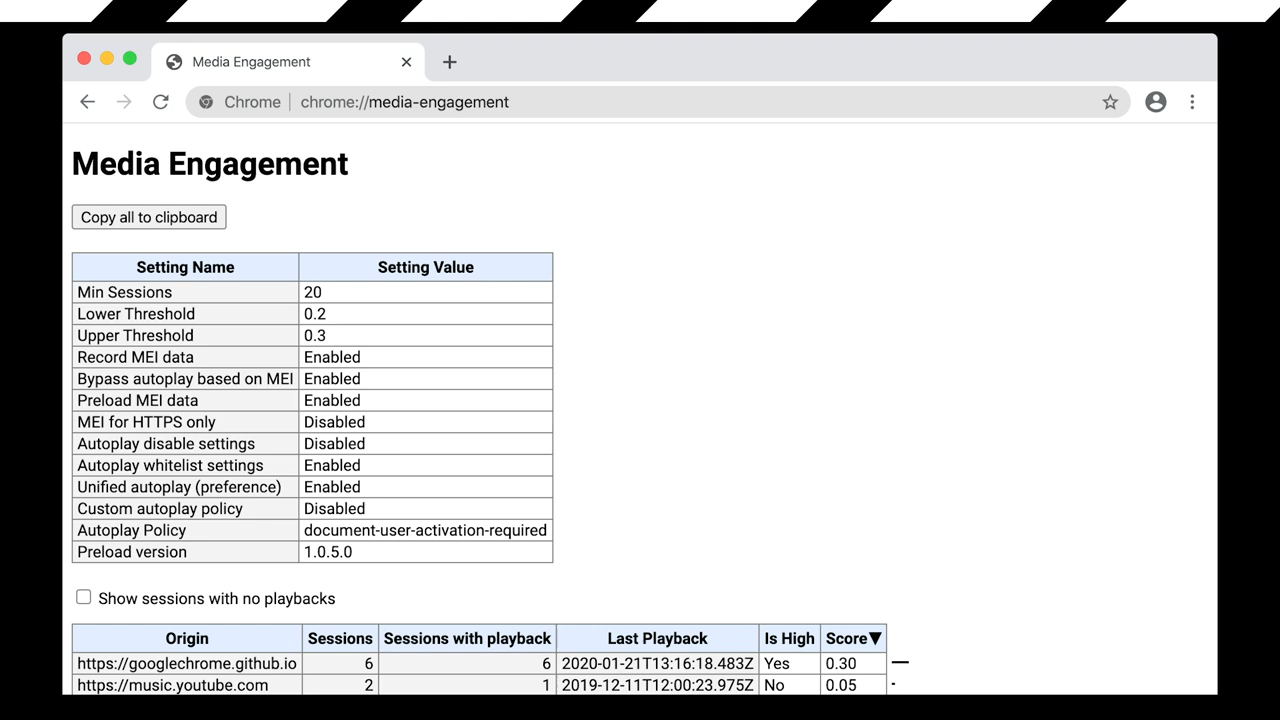 Media Engagement
Chrome | chrome://media-engagement
Media Engagement
Copy all to clipboard
Setting Name Setting Value
Min Sessions 20
Lower Threshold 0.2
Upper Threshold 0.3
Record MEI data Enabled
Bypass autoplay based on MEI Enabled
Preload MEI data Enabled
MEI for HTTPS only Disabled
Autoplay disable settings Disabled
Autoplay whitelist settings Enabled
Unified autoplay (preference) Enabled
Custom autoplay policy Disabled
Autoplay Policy document-user-activation-required
Preload version 1.0.5.0
Show sessions with no playbacks
Origin Sessions Sessions with playback Last Playback Is High Score▼
https://googlechrome.github.io 6 6 2020-01-21T13:16:18.483Z Yes 0.30
https://music.youtube.com 2 1 2019-12-11T12:00:23.975Z No 0.05